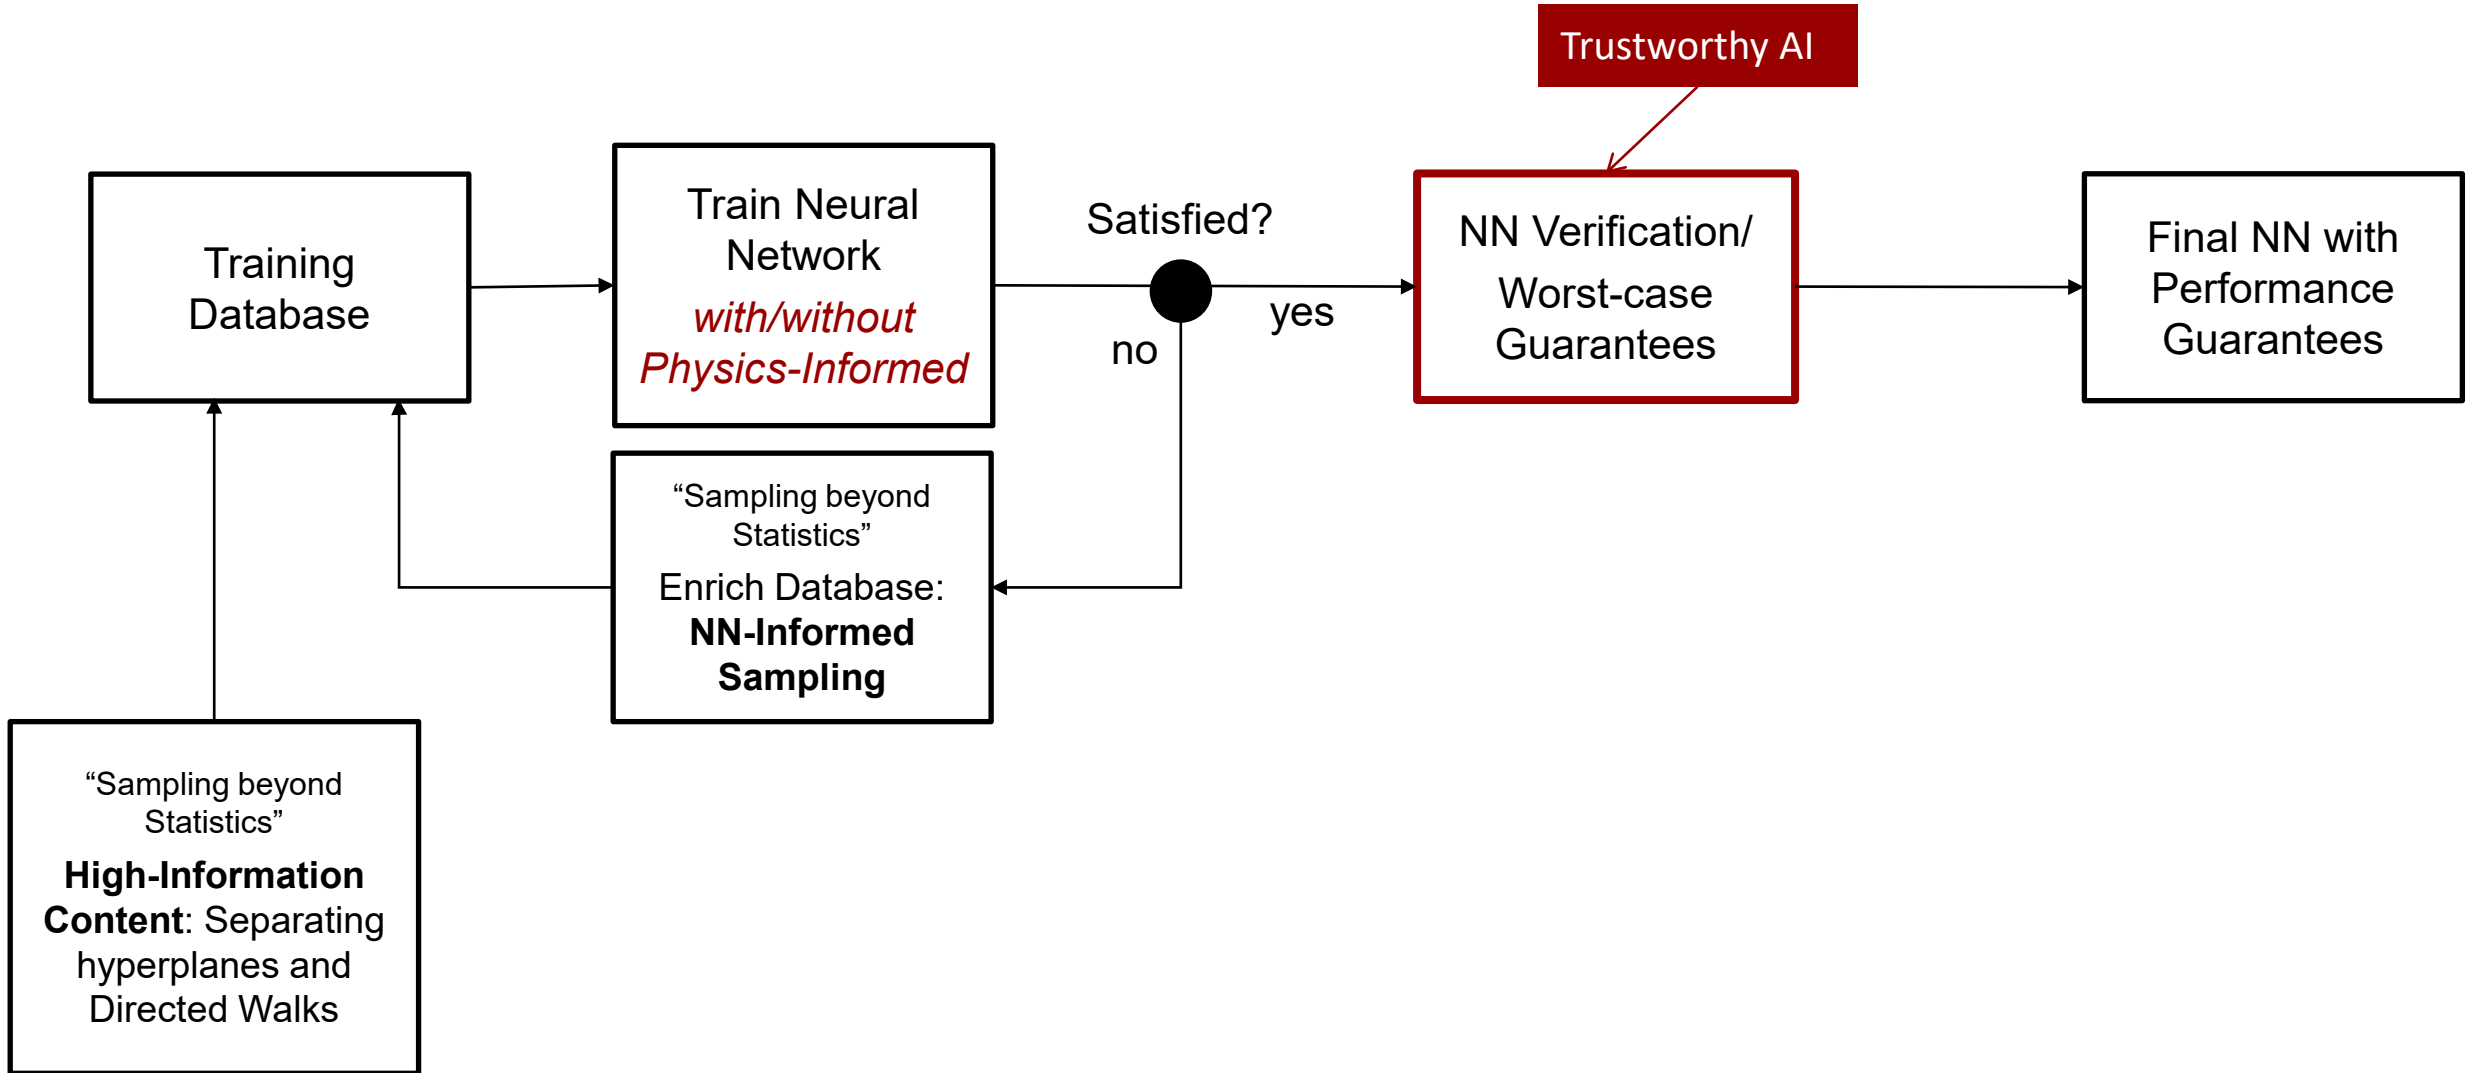 Trustworthy AI
Training
Database
Train Neural
Network
with/without
Physics-Informed
Satisfied?
yes
no
NN Verification/
Worst-case
Guarantees
Final NN with
Performance
Guarantees
“Sampling beyond
Statistics”
Enrich Database:
NN-Informed
Sampling
“Sampling beyond
Statistics”
High-Information
Content: Separating
hyperplanes and
Directed Walks